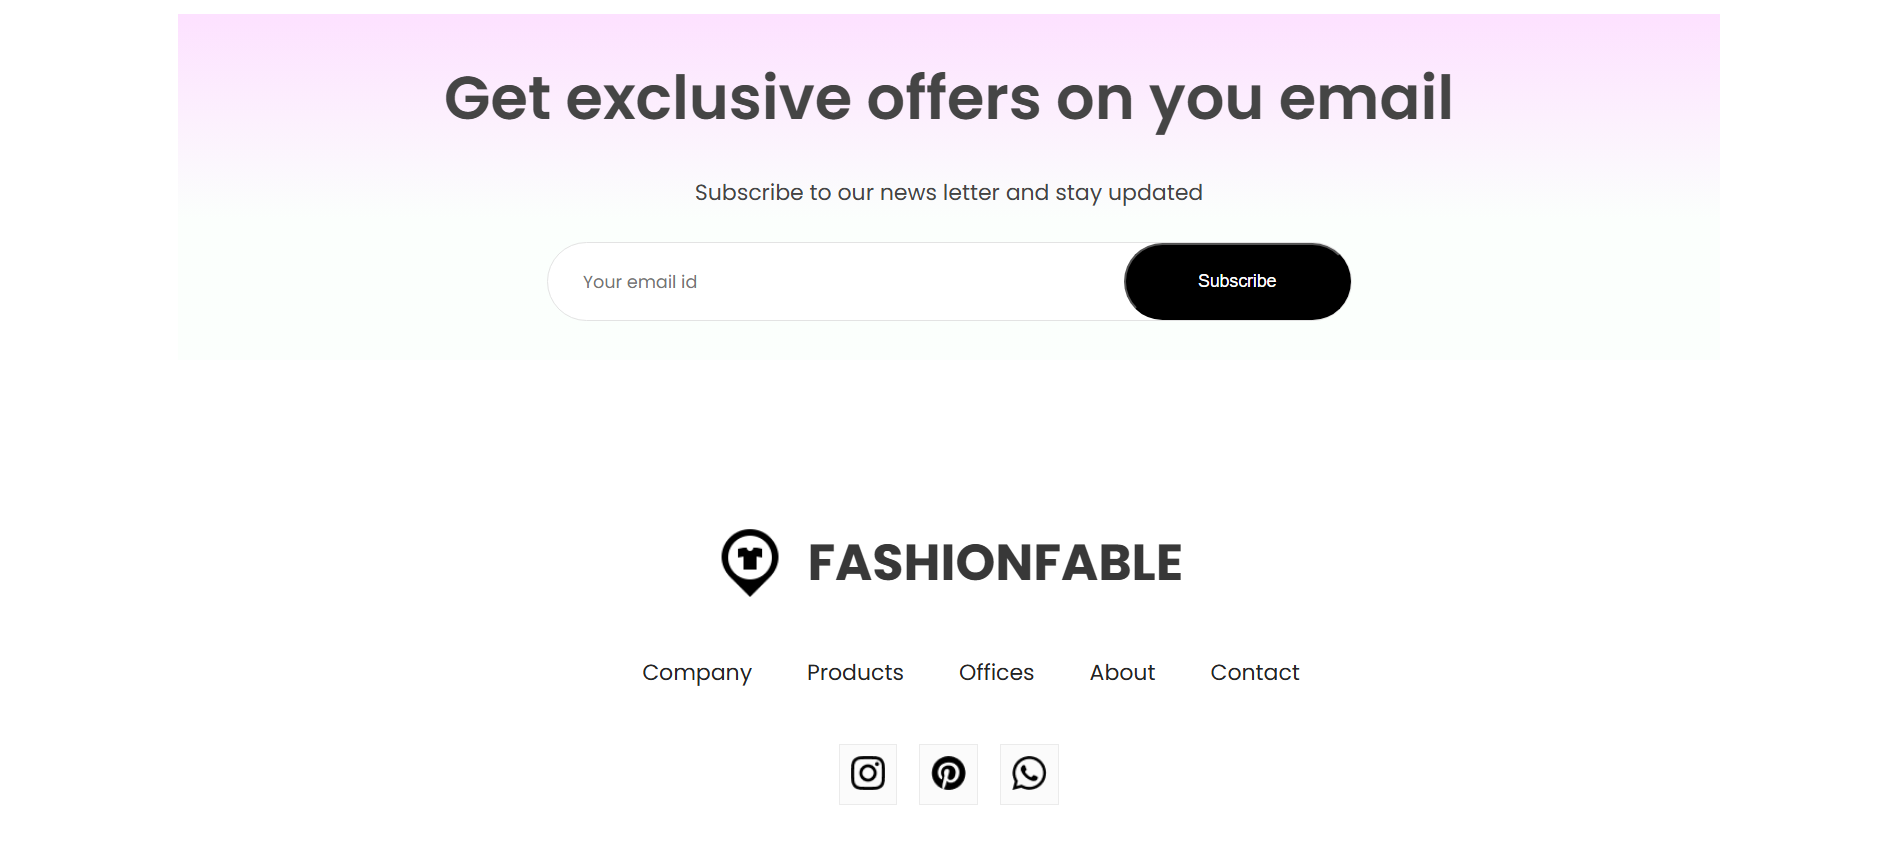 Get exclusive offers on you email
Subscribe to our news letter and stay updated
Your email id
Subscribe
FASHIONFABLE
Company Products Offices About Contact